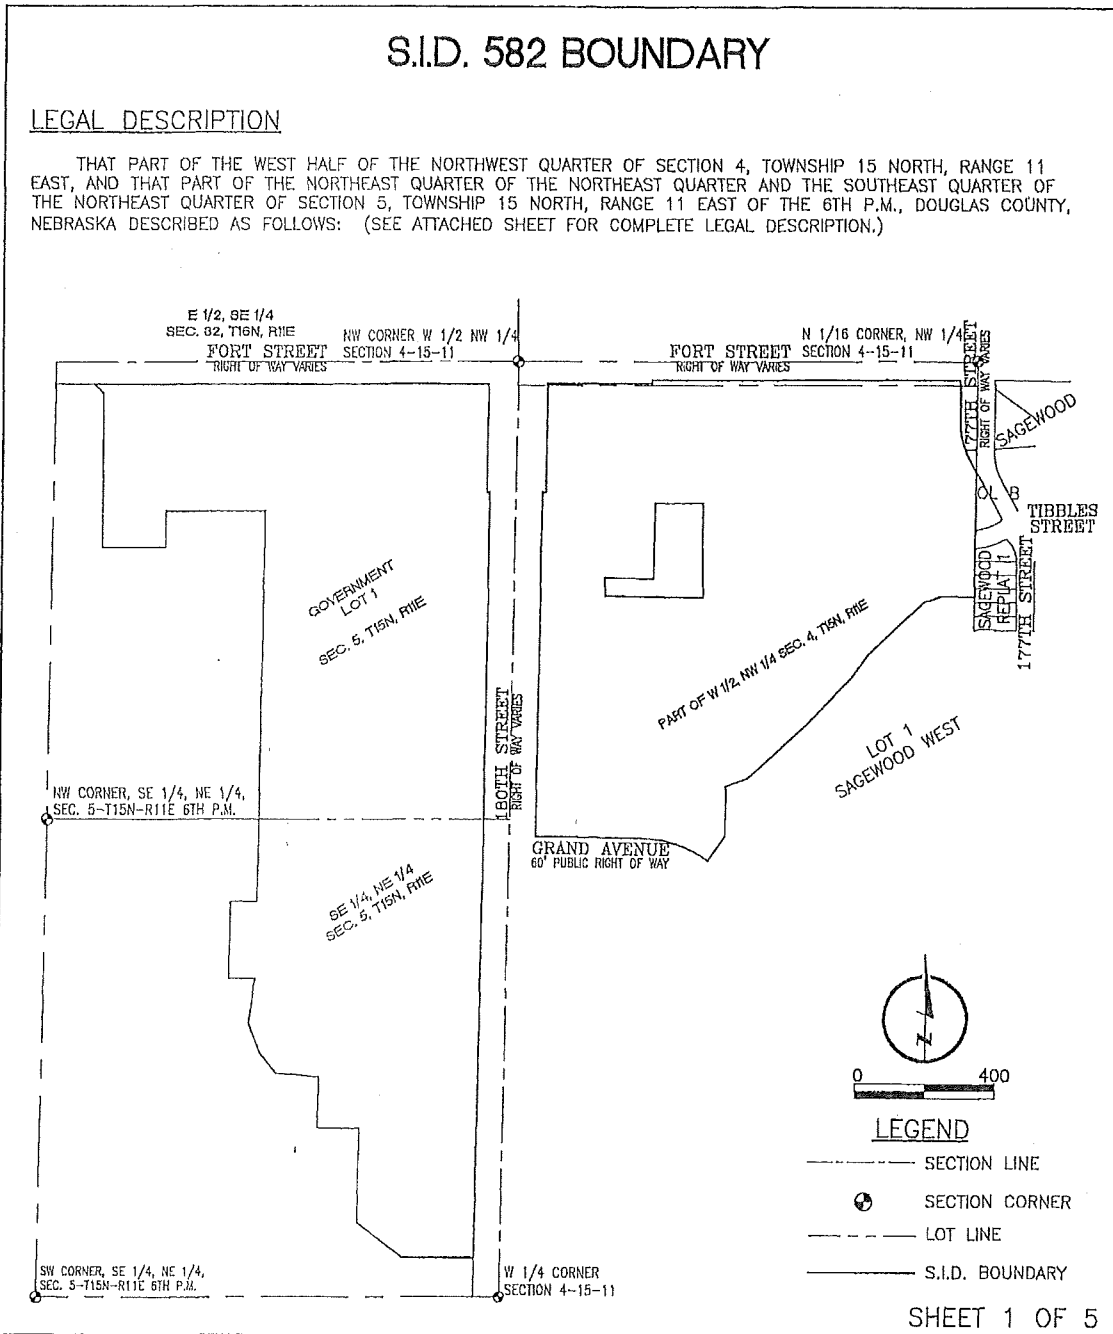 S.I.D. 582 BOUNDARY
LEGAL DESCRIPTION
THAT PART OF THE WEST HALF OF THE NORTHWEST QUARTER OF SECTION 4, TOWNSHIP 15 NORTH, RANGE 11
EAST, AND THAT PART OF THE NORTHEAST QUARTER OF THE NORTHEAST QUARTER AND THE SOUTHEAST QUARTER OF
THE NORTHEAST QUARTER OF SECTION 5, TOWNSHIP 15 NORTH, RANGE 11 EAST OF THE 6TH P.M., DOUGLAS COUNTY,
NEBRASKA DESCRIBED AS FOLLOWS: (SEE ATTACHED SHEET FOR COMPLETE LEGAL DESCRIPTION.)
E 1/2, SE 1/4
SEC. 32, T16N, R11E
FORT STREET
RIGHT OF WAY VARIES
NW CORNER W 1/2 NW 1/4
SECTION 4-15-11
FORT STREET
RIGHT OF WAY VARIES
N 1/16 CORNER, NW 1/4
SECTION 4-15-11
177TH STREET
RIGHT OF WAY VARIES
SAGEWOOD
OL B
TIBBLES
STREET
SAGEWOOD
REPLAT 1
177TH STREET
GOVERNMENT
LOT 1
SEC. 5, T15N, R11E
PART OF W 1/2, NW 1/4 SEC. 4, T15N, R11E
LOT 1
SAGEWOOD WEST
180TH STREET
RIGHT OF WAY VARIES
NW CORNER, SE 1/4, NE 1/4,
SEC. 5-T15N-R11E 6TH P.M.
GRAND AVENUE
60' PUBLIC RIGHT OF WAY
SE 1/4, NE 1/4
SEC. 5, T15N, R11E
N
0 400
LEGEND
SECTION LINE
SECTION CORNER
LOT LINE
S.I.D. BOUNDARY
SW CORNER, SE 1/4, NE 1/4,
SEC. 5-T15N-R11E 6TH P.M.
W 1/4 CORNER
SECTION 4-15-11
SHEET 1 OF 5